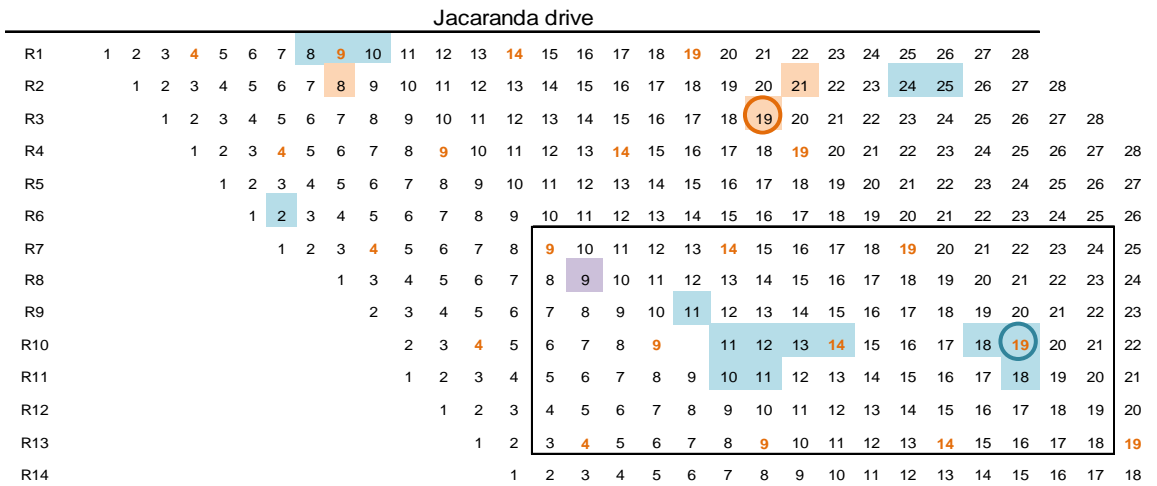 Jacaranda drive
R1 1 2 3 4 5 6 7 8 9 10 11 12 13 14 15 16 17 18 19 20 21 22 23 24 25 26 27 28
R2 1 2 3 4 5 6 7 8 9 10 11 12 13 14 15 16 17 18 19 20 21 22 23 24 25 26 27 28
R3 1 2 3 4 5 6 7 8 9 10 11 12 13 14 15 16 17 18 19 20 21 22 23 24 25 26 27 28
R4 1 2 3 4 5 6 7 8 9 10 11 12 13 14 15 16 17 18 19 20 21 22 23 24 25 26 27 28
R5 1 2 3 4 5 6 7 8 9 10 11 12 13 14 15 16 17 18 19 20 21 22 23 24 25 26 27
R6 1 2 3 4 5 6 7 8 9 10 11 12 13 14 15 16 17 18 19 20 21 22 23 24 25 26
R7 1 2 3 4 5 6 7 8 9 10 11 12 13 14 15 16 17 18 19 20 21 22 23 24 25
R8 1 3 4 5 6 7 8 9 10 11 12 13 14 15 16 17 18 19 20 21 22 23 24
R9 2 3 4 5 6 7 8 9 10 11 12 13 14 15 16 17 18 19 20 21 22 23
R10 2 3 4 5 6 7 8 9 11 12 13 14 15 16 17 18 19 20 21 22
R11 1 2 3 4 5 6 7 8 9 10 11 12 13 14 15 16 17 18 19 20 21
R12 1 2 3 4 5 6 7 8 9 10 11 12 13 14 15 16 17 18 19 20
R13 1 2 3 4 5 6 7 8 9 10 11 12 13 14 15 16 17 18 19
R14 1 2 3 4 5 6 7 8 9 10 11 12 13 14 15 16 17 18